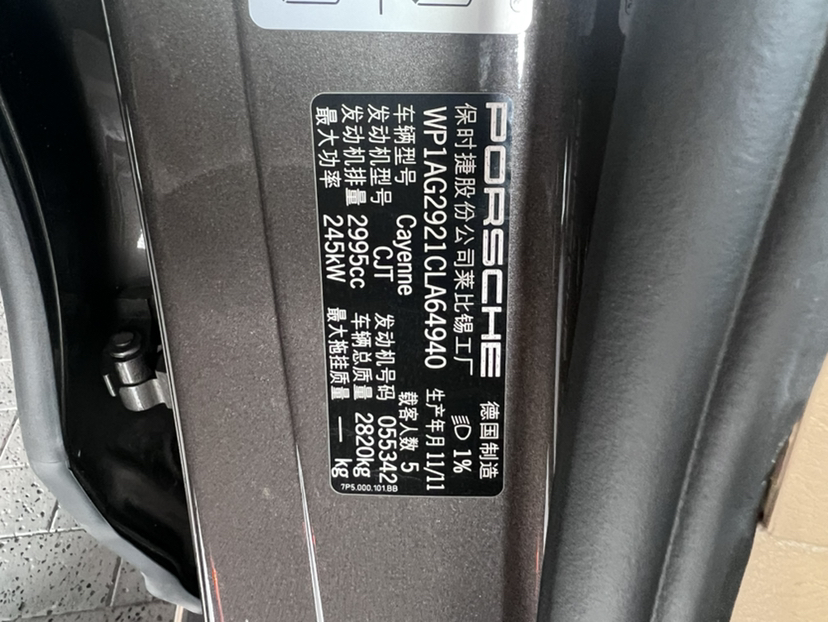 PORSCHE 德国制造
保时捷股份公司莱比锡工厂 1%
WP1AG2921CLA64940 生产年月 11/11
载客人数 5
车辆型号 Cayenne 发动机号码 055342
发动机型号 CJT 车辆总质量 2820kg
发动机排量 2995cc 最大拖挂质量 — kg
最大功率 245kW
7P5.000.101.BB